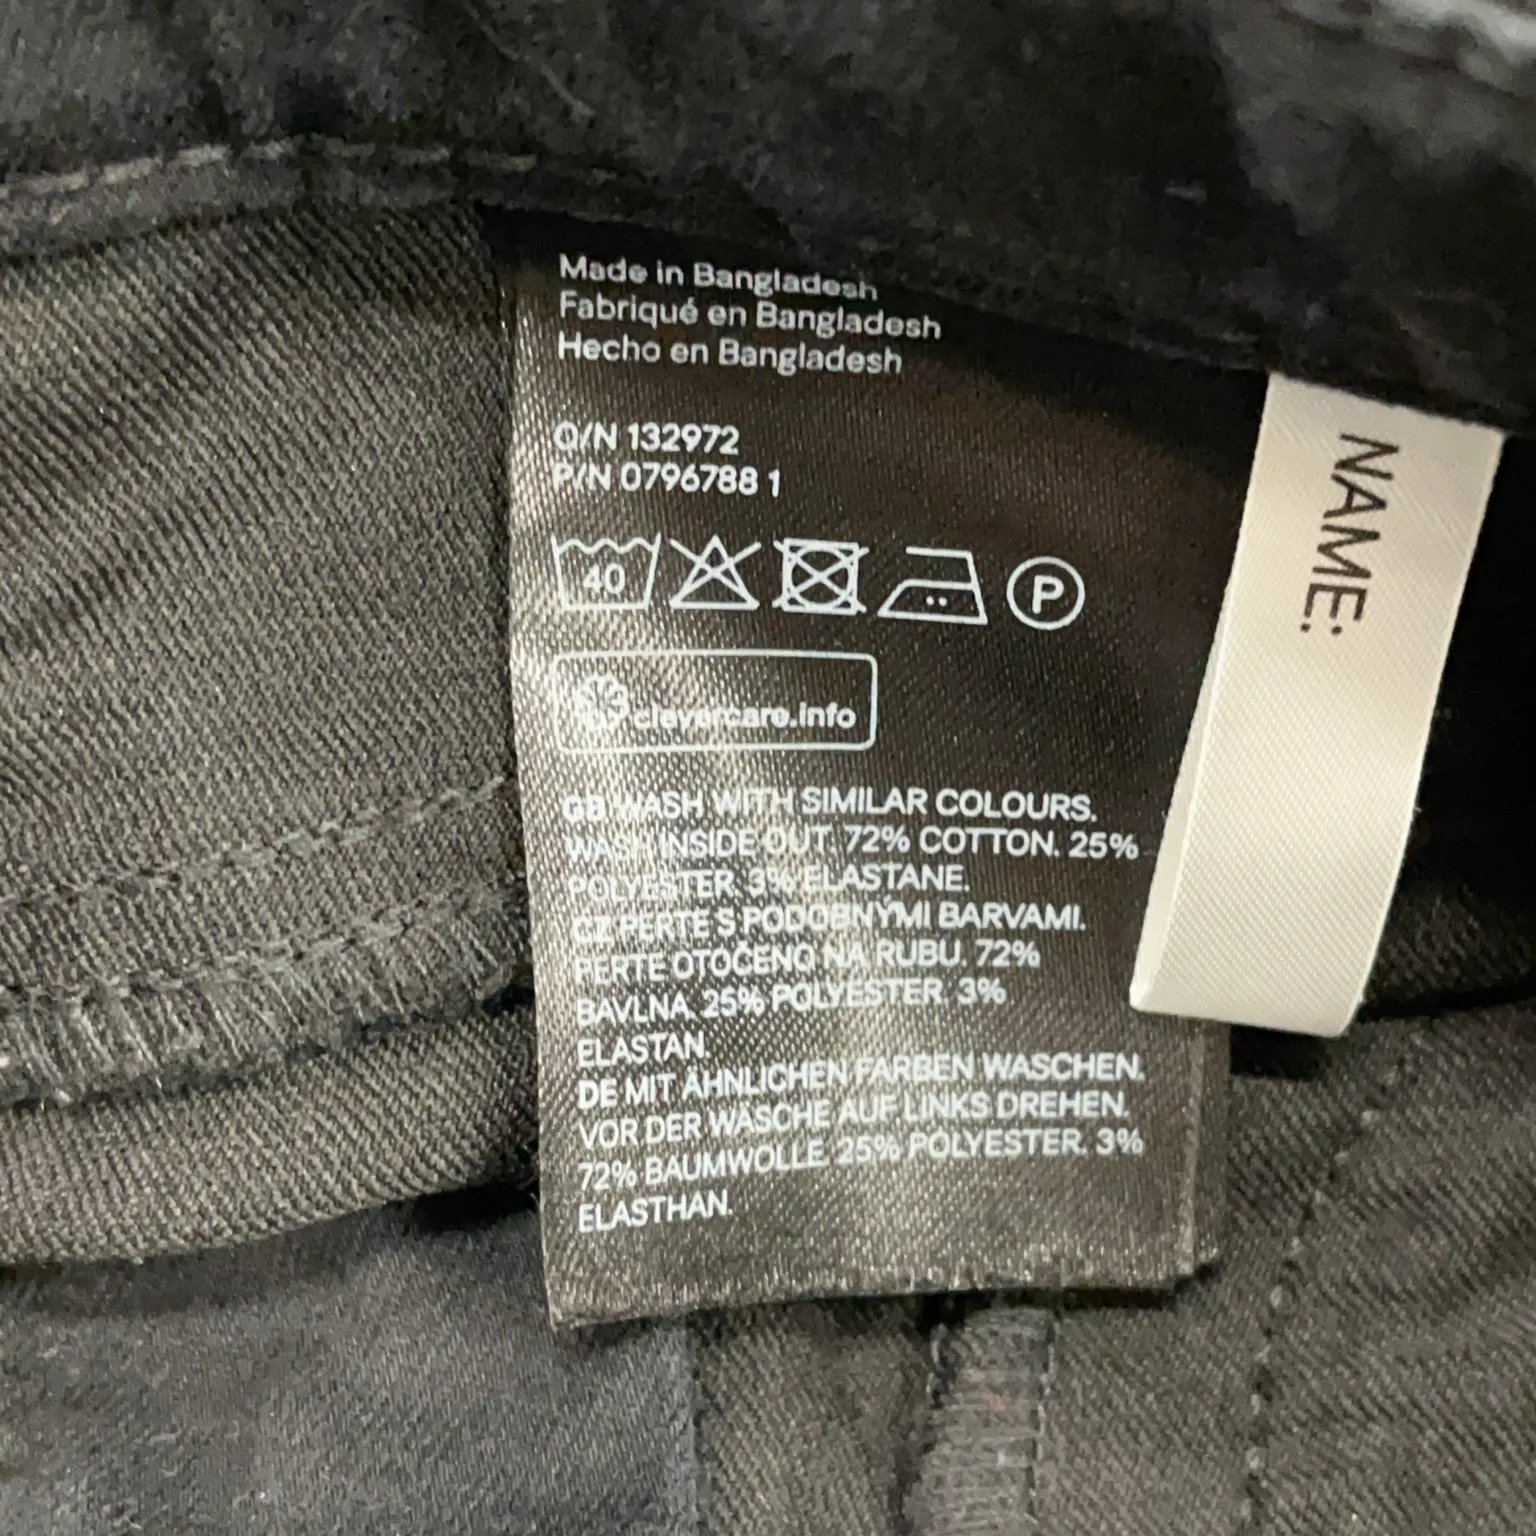 Made in Bangladesh
Fabriqué en Bangladesh
Hecho en Bangladesh
O/N 132972
P/N 0796788 1
40
P
clevercare.info
GB WASH WITH SIMILAR COLOURS.
WASH INSIDE OUT. 72% COTTON. 25%
POLYESTER. 3% ELASTANE.
CZ PERTE S PODOBNÝMI BARVAMI.
PERTE OTOČENO NA RUBU. 72%
BAVLNA. 25% POLYESTER. 3%
ELASTAN.
DE MIT ÄHNLICHEN FARBEN WASCHEN.
VOR DER WÄSCHE AUF LINKS DREHEN.
72% BAUMWOLLE. 25% POLYESTER. 3%
ELASTHAN.
NAME: